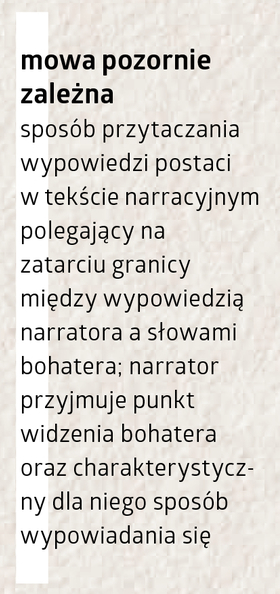 mowa pozornie
zależna
sposób przytaczania
wypowiedzi postaci
w tekście narracyjnym
polegający na
zatarciu granicy
między wypowiedzią
narratora a słowami
bohatera; narrator
przyjmuje punkt
widzenia bohatera
oraz charakterystycz-
ny dla niego sposób
wypowiadania się